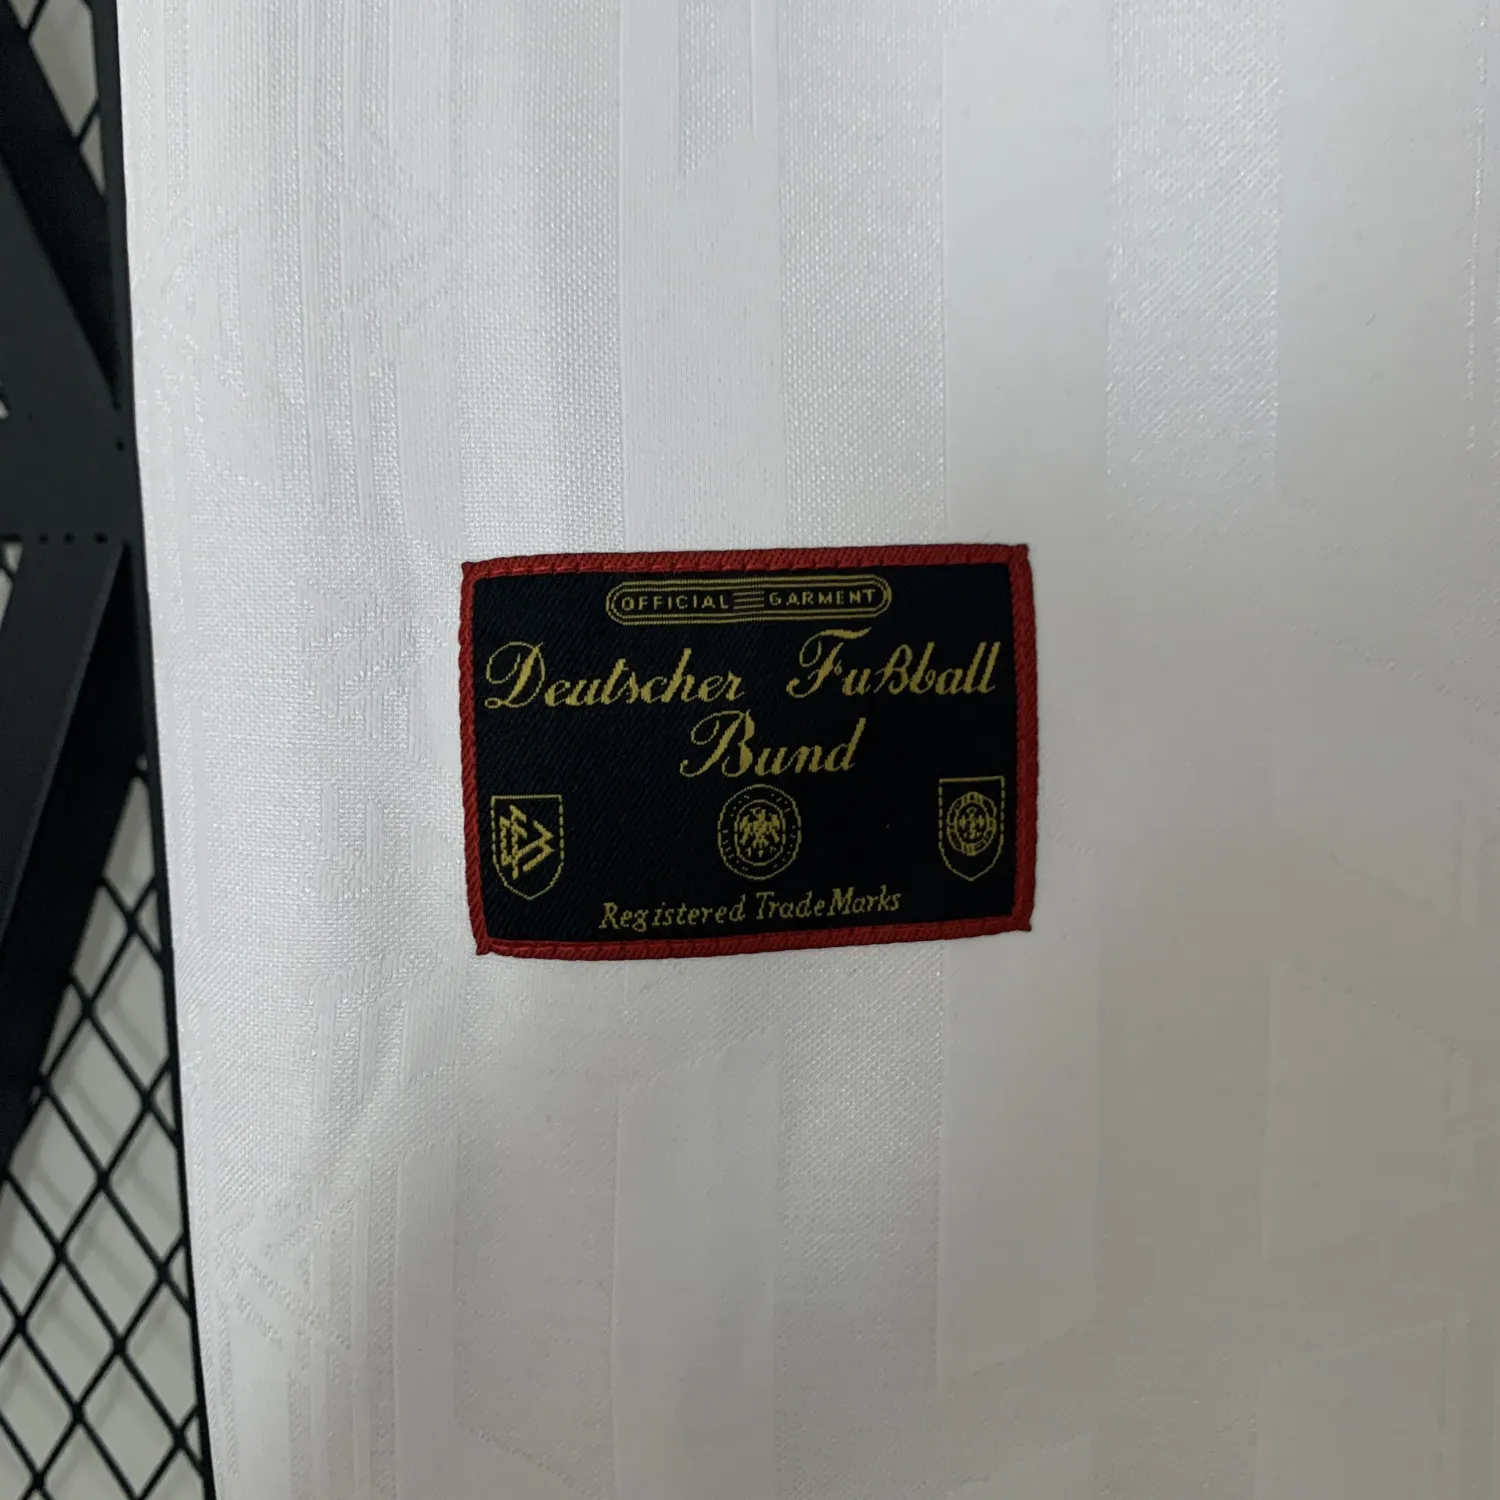 OFFICIAL GARMENT
Deutscher Fußball
Bund
Registered TradeMarks